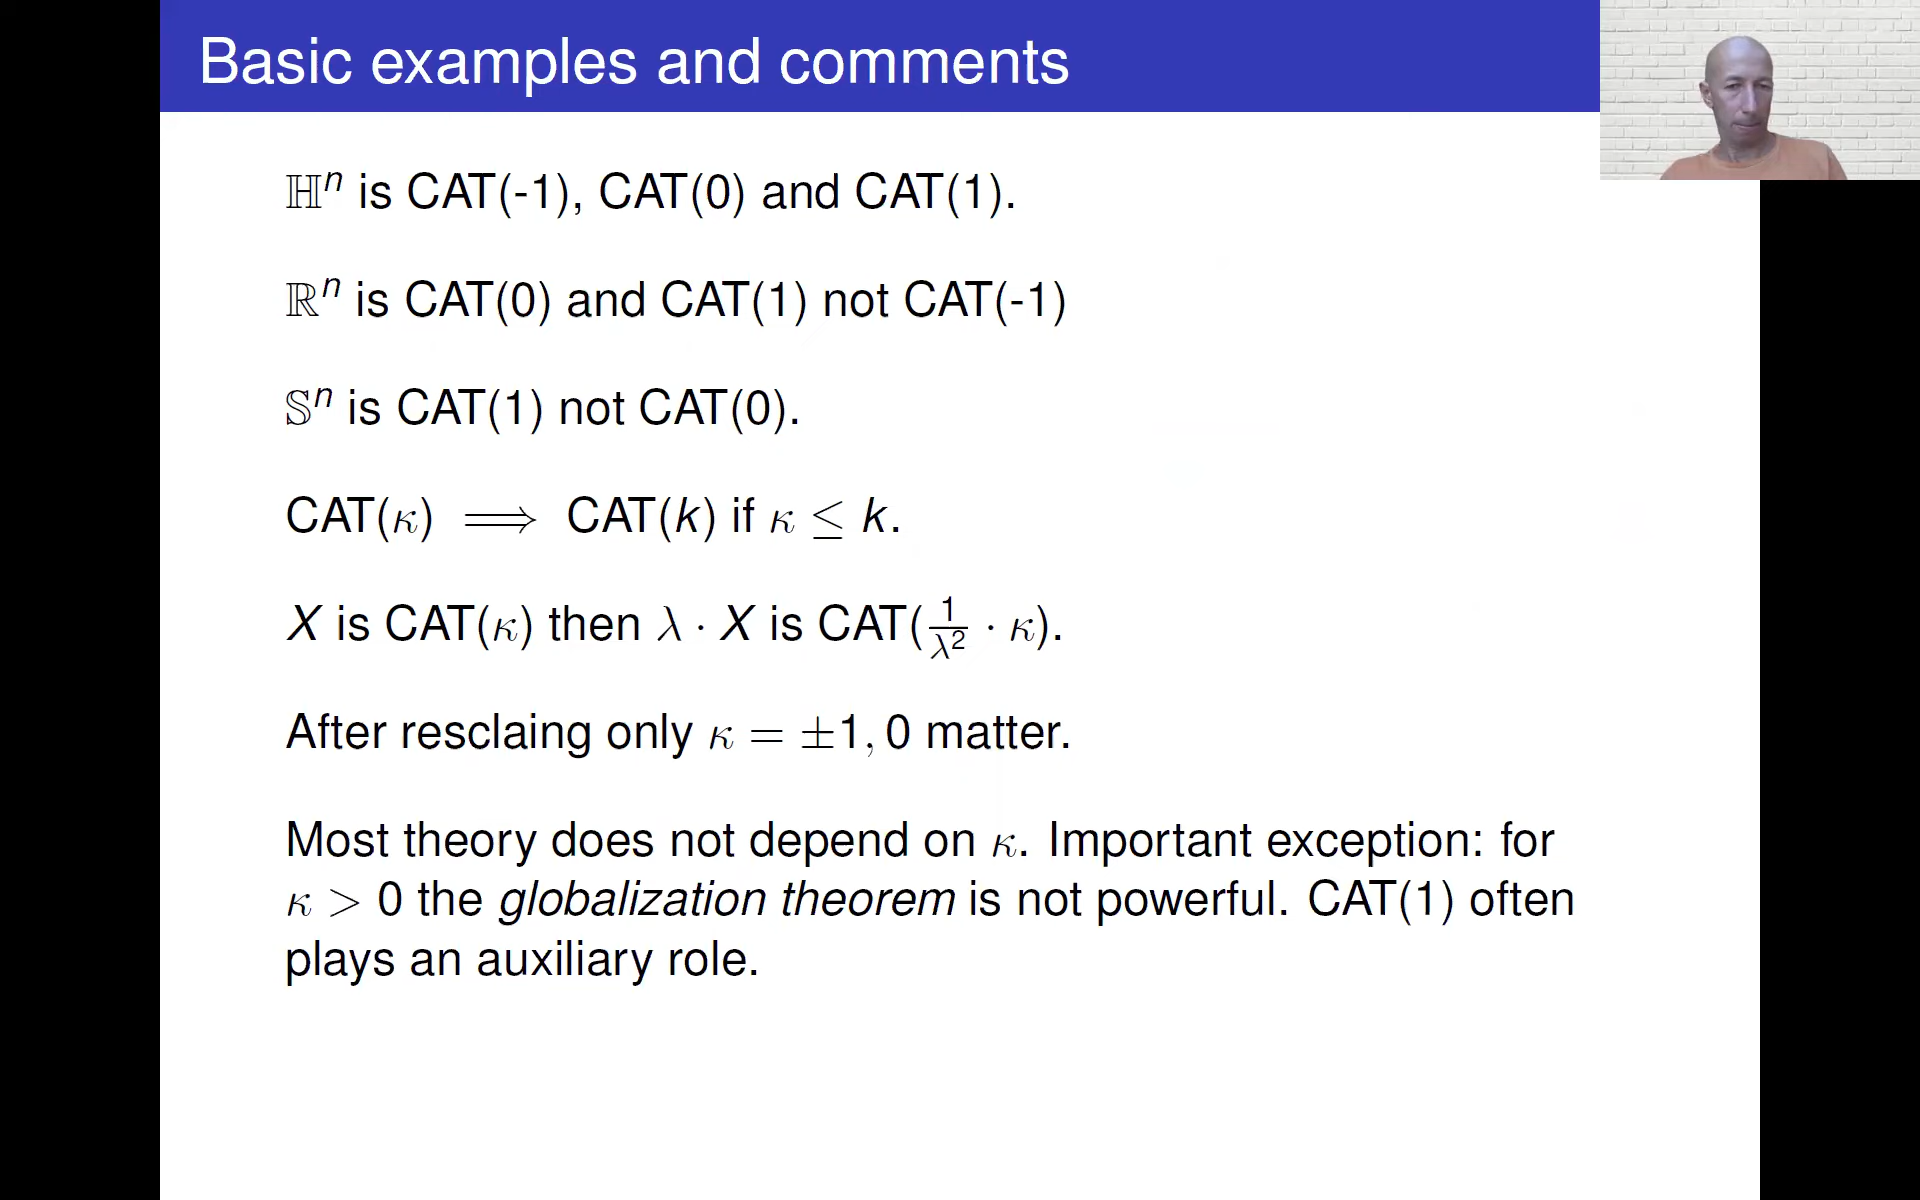 Basic examples and comments
ℍⁿ is CAT(-1), CAT(0) and CAT(1).
ℝⁿ is CAT(0) and CAT(1) not CAT(-1)
𝕊ⁿ is CAT(1) not CAT(0).
CAT(κ) ⟹ CAT(k) if κ ≤ k.
X is CAT(κ) then λ · X is CAT(1/λ² · κ).
After resclaing only κ = ±1, 0 matter.
Most theory does not depend on κ. Important exception: for
κ > 0 the globalization theorem is not powerful. CAT(1) often
plays an auxiliary role.